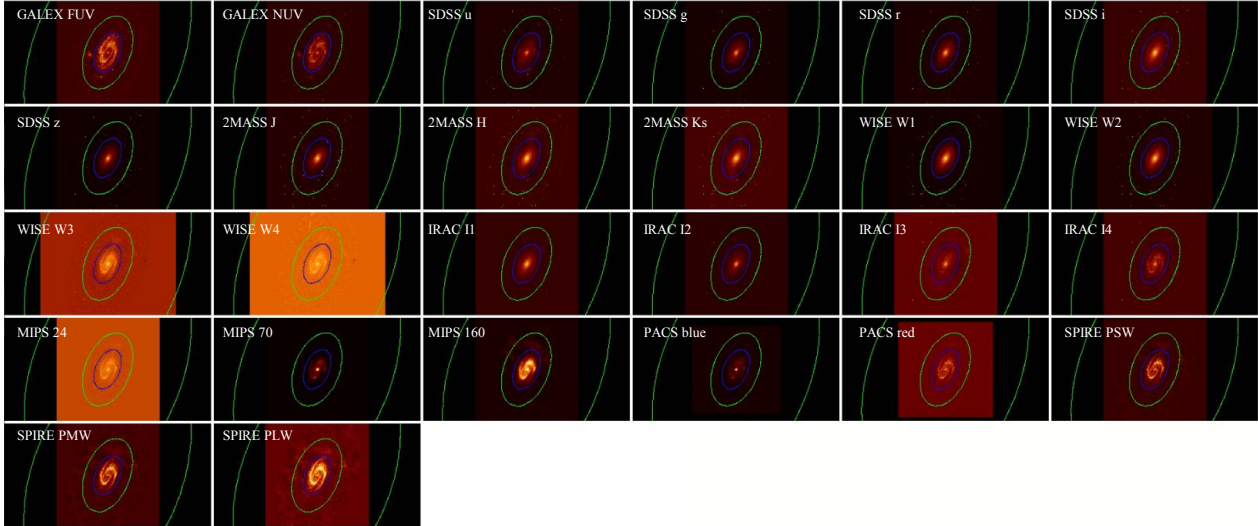 GALEX FUV
GALEX NUV
SDSS u
SDSS g
SDSS r
SDSS i
SDSS z
2MASS J
2MASS H
2MASS Ks
WISE W1
WISE W2
WISE W3
WISE W4
IRAC I1
IRAC I2
IRAC I3
IRAC I4
MIPS 24
MIPS 70
MIPS 160
PACS blue
PACS red
SPIRE PSW
SPIRE PMW
SPIRE PLW